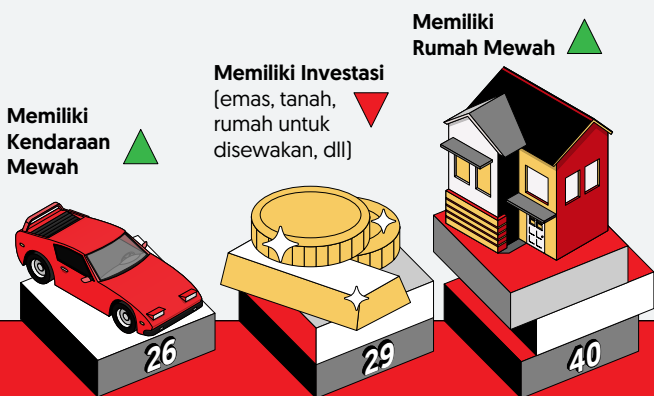 Memiliki
Kendaraan
Mewah
26
Memiliki Investasi
(emas, tanah,
rumah untuk
disewakan, dll)
29
Memiliki
Rumah Mewah
40